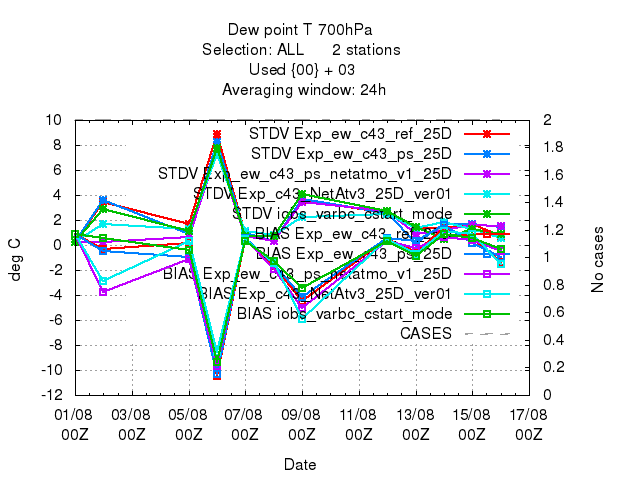 Dew point T 700hPa
Selection: ALL 2 stations
Used {00} + 03
Averaging window: 24h
10
8
6
4
2
0
-2
-4
-6
-8
-10
-12
deg C
2
1.8
1.6
1.4
1.2
1
0.8
0.6
0.4
0.2
0
No cases
STDV Exp_ew_c43_ref_25D
STDV Exp_ew_c43_ps_25D
STDV Exp_ew_c43_ps_netatmo_v1_25D
STDV Exp_c43_NetAtv3_25D_ver01
STDV iobs_varbc_cstart_mode
BIAS Exp_ew_c43_ref_25D
BIAS Exp_ew_c43_ps_25D
BIAS Exp_ew_c43_ps_netatmo_v1_25D
BIAS Exp_c43_NetAtv3_25D_ver01
BIAS iobs_varbc_cstart_mode
CASES
01/08 03/08 05/08 07/08 09/08 11/08 13/08 15/08 17/08
00Z 00Z 00Z 00Z 00Z 00Z 00Z 00Z 00Z
Date